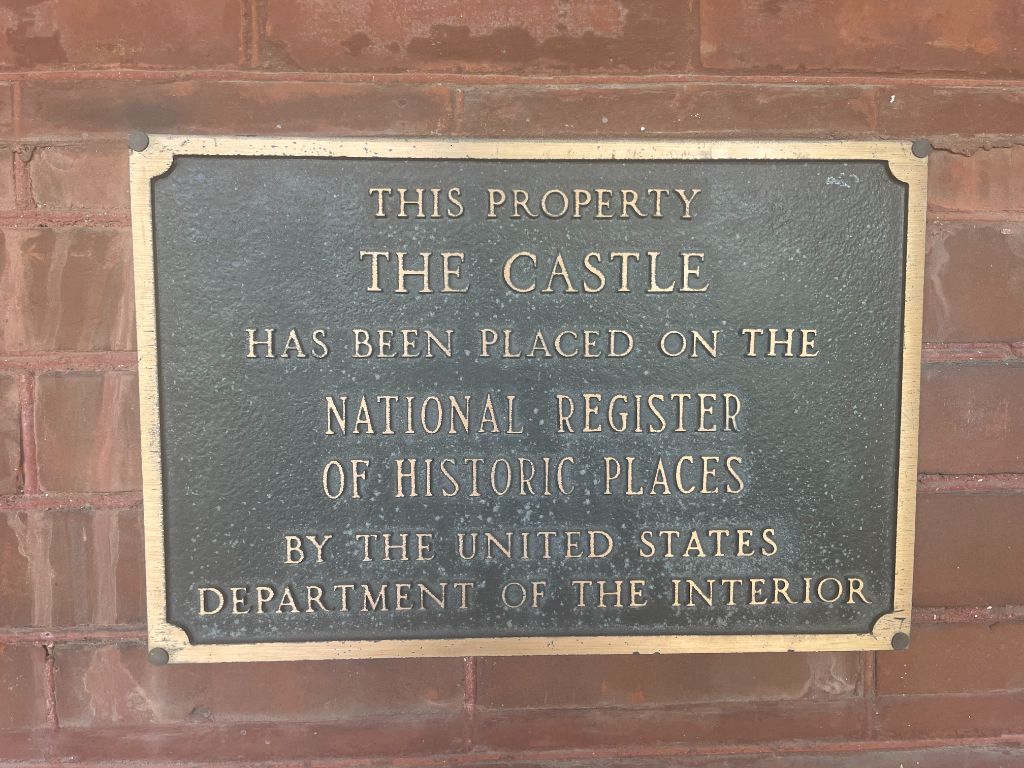 THIS PROPERTY
THE CASTLE
HAS BEEN PLACED ON THE
NATIONAL REGISTER
OF HISTORIC PLACES
BY THE UNITED STATES
DEPARTMENT OF THE INTERIOR